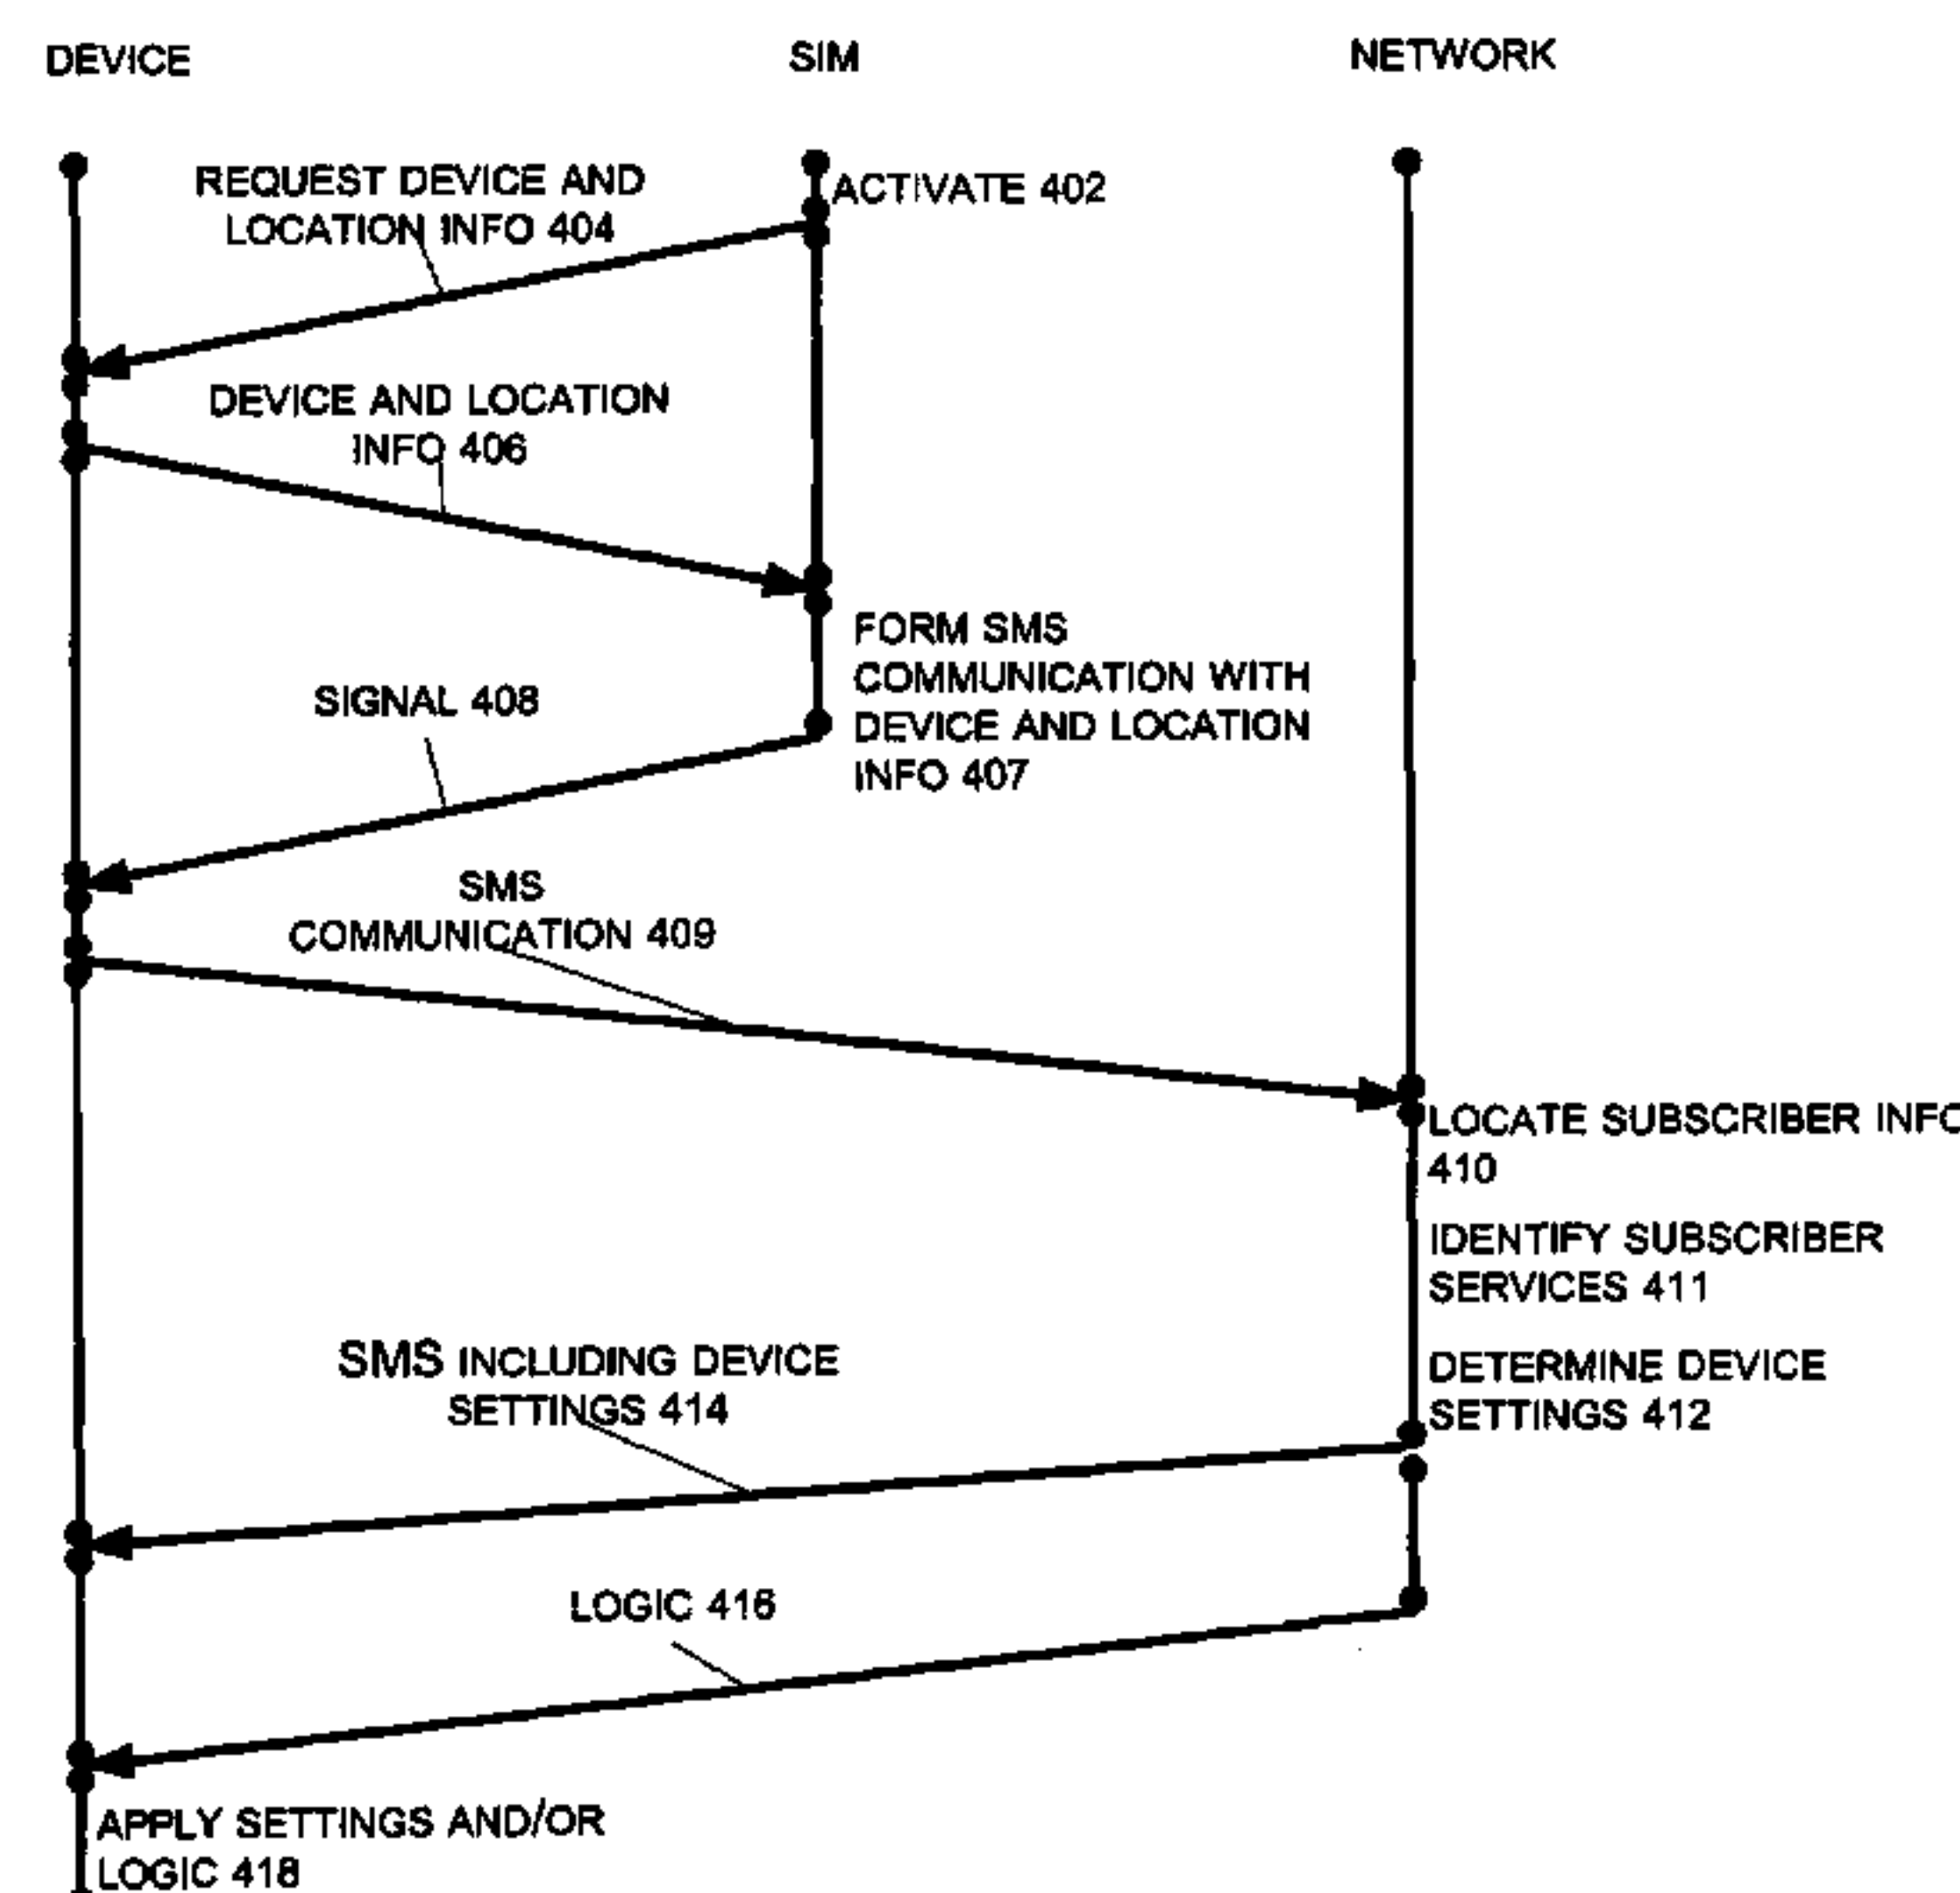 DEVICE
SIM
NETWORK
REQUEST DEVICE AND
LOCATION INFO 404
ACTIVATE 402
DEVICE AND LOCATION
INFO 406
FORM SMS
COMMUNICATION WITH
DEVICE AND LOCATION
INFO 407
SIGNAL 408
SMS
COMMUNICATION 409
LOCATE SUBSCRIBER INFO
410
IDENTIFY SUBSCRIBER
SERVICES 411
SMS INCLUDING DEVICE
SETTINGS 414
DETERMINE DEVICE
SETTINGS 412
LOGIC 416
APPLY SETTINGS AND/OR
LOGIC 418